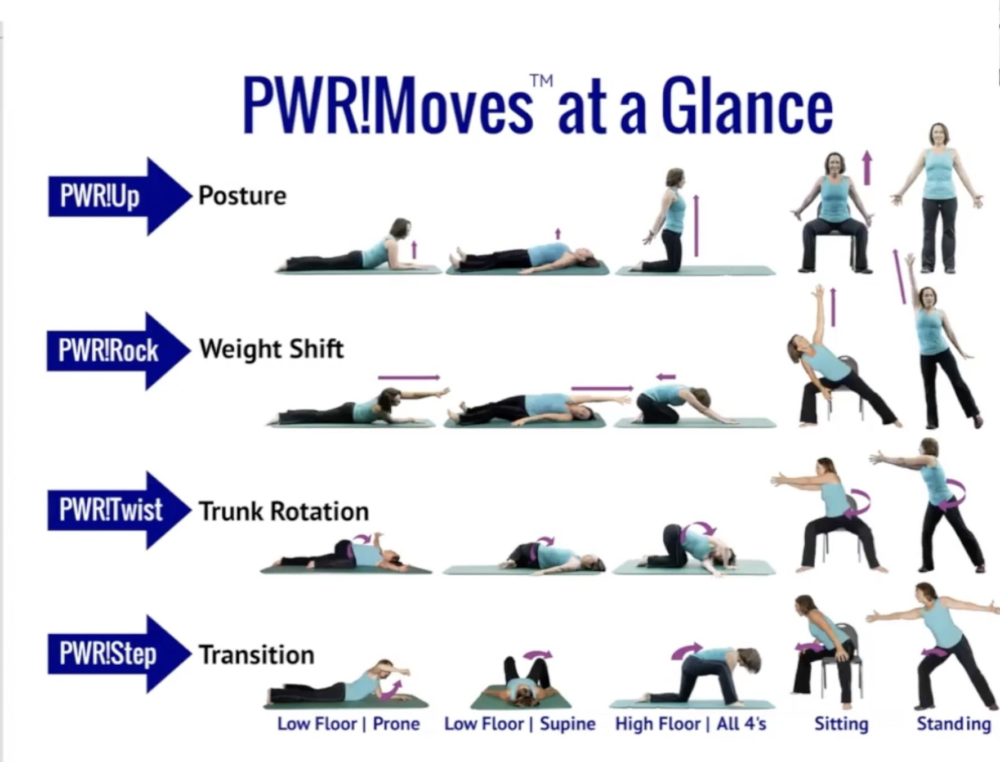 PWR!Moves™ at a Glance
PWR!Up
Posture
PWR!Rock
Weight Shift
PWR!Twist
Trunk Rotation
PWR!Step
Transition
Low Floor | Prone
Low Floor | Supine
High Floor | All 4's
Sitting
Standing